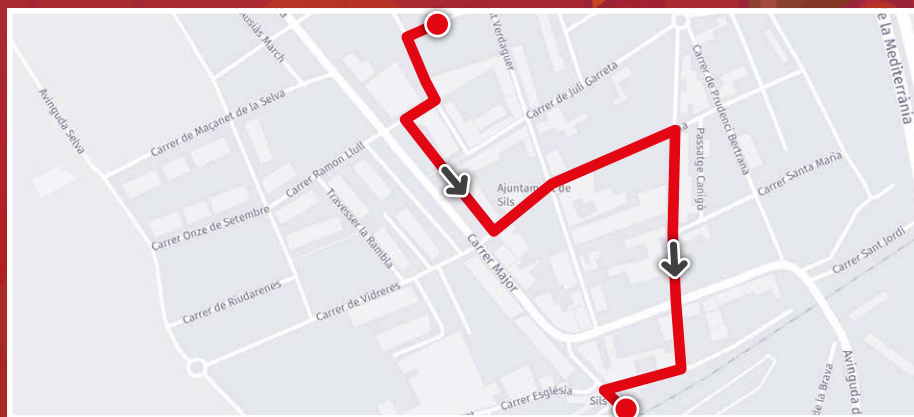 Ausiàs March
Verdaguer
e la Mediterrània
Avinguda Selva
Carrer de Juli Garreta
Carrer de Prudenci Bertrana
Carrer de Maçanet de la Selva
Carrer Ramon Llull
Passatge Canigó
Carrer Santa Maria
Ajuntament de
Sils
Travesser la Rambla
Carrer Onze de Setembre
Carrer Major
Carrer Sant Jordi
Carrer de Riudarenes
Carrer de Vidreres
Avinguda d
de la Brava
Carrer Església
Sils